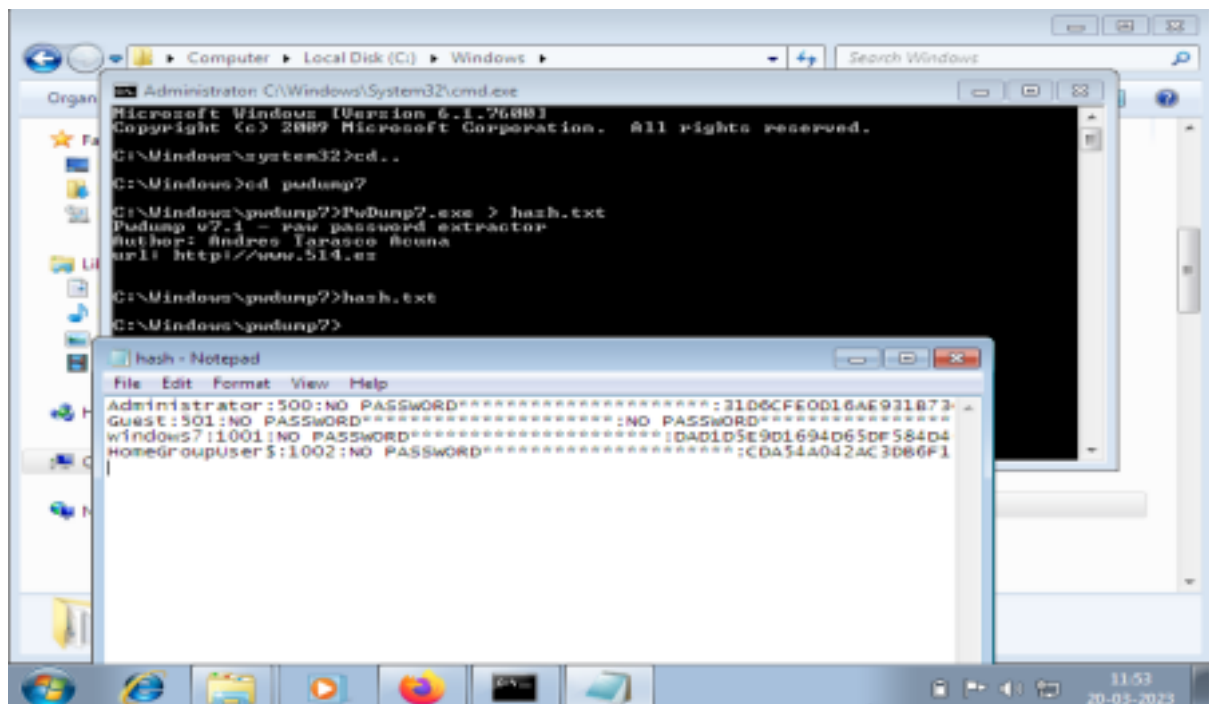 Computer ▸ Local Disk (C:) ▸ Windows ▸
Search Windows
Organ
Administrator: C:\Windows\System32\cmd.exe
Microsoft Windows [Version 6.1.7600]
Copyright (c) 2009 Microsoft Corporation.  All rights reserved.
C:\Windows\system32>cd..
C:\Windows>cd pwdump7
C:\Windows\pwdump7>PwDump7.exe > hash.txt
Pwdump v7.1 - raw password extractor
Author: Andres Tarasco Acuna
url: http://www.514.es
C:\Windows\pwdump7>hash.txt
C:\Windows\pwdump7>
hash - Notepad
File Edit Format View Help
Administrator:500:NO PASSWORD*********************:31D6CFE0D16AE931B73
Guest:501:NO PASSWORD*********************:NO PASSWORD*********************
windows7:1001:NO PASSWORD*********************:DAD1D5E9D1694D65DF584D4
HomeGroupUser$:1002:NO PASSWORD*********************:CDA54A042AC3DB6F1
11:53
20-03-2023